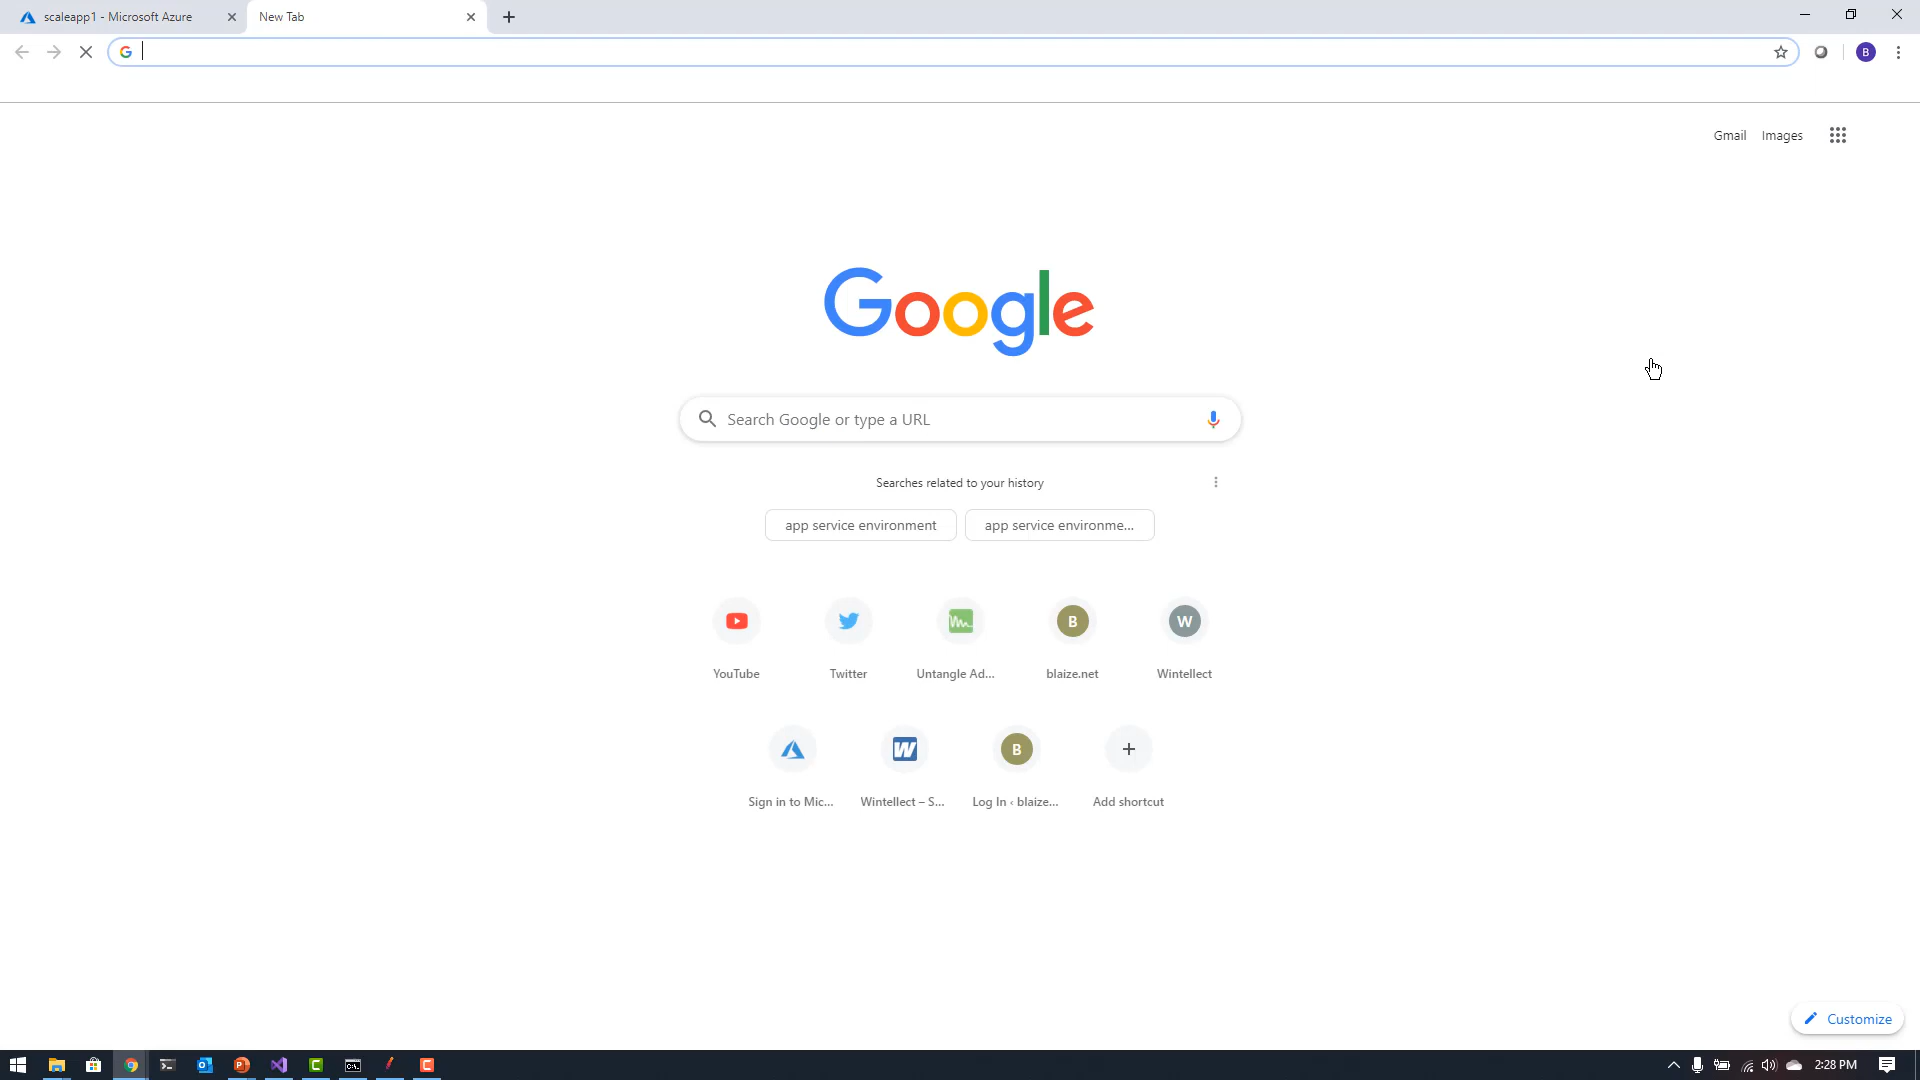 scaleapp1 - Microsoft Azure
New Tab
B
Gmail Images
Google
Search Google or type a URL
Searches related to your history
app service environment
app service environme...
B
W
YouTube
Twitter
Untangle Ad...
blaize.net
Wintellect
W
B
Sign in to Mic...
Wintellect – S...
Log In ‹ blaize...
Add shortcut
Customize
2:28 PM